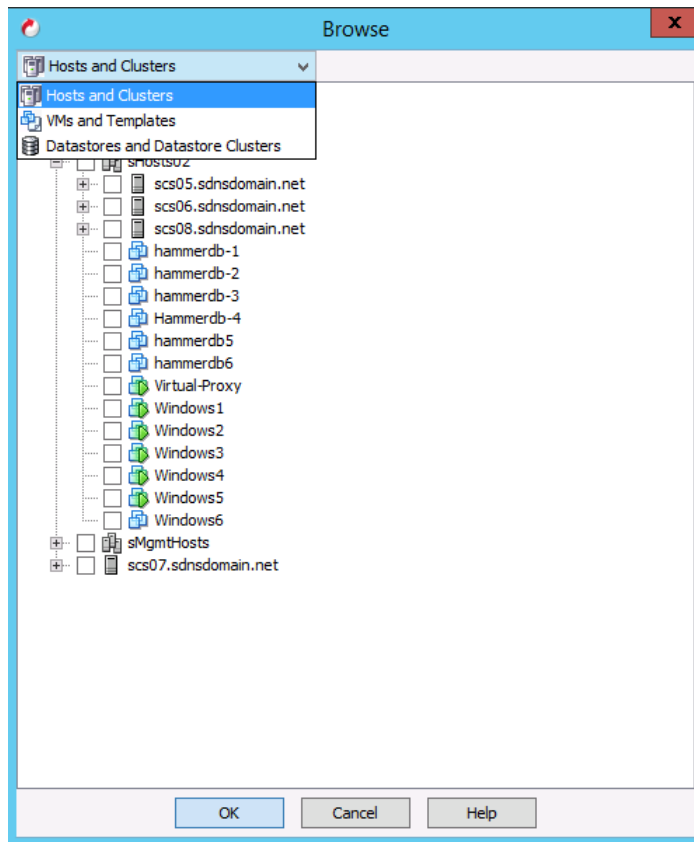 Browse
x
Hosts and Clusters
Hosts and Clusters
VMs and Templates
Datastores and Datastore Clusters
sHosts02
scs05.sdnsdomain.net
scs06.sdnsdomain.net
scs08.sdnsdomain.net
hammerdb-1
hammerdb-2
hammerdb-3
Hammerdb-4
hammerdb5
hammerdb6
Virtual-Proxy
Windows1
Windows2
Windows3
Windows4
Windows5
Windows6
sMgmtHosts
scs07.sdnsdomain.net
OK Cancel Help